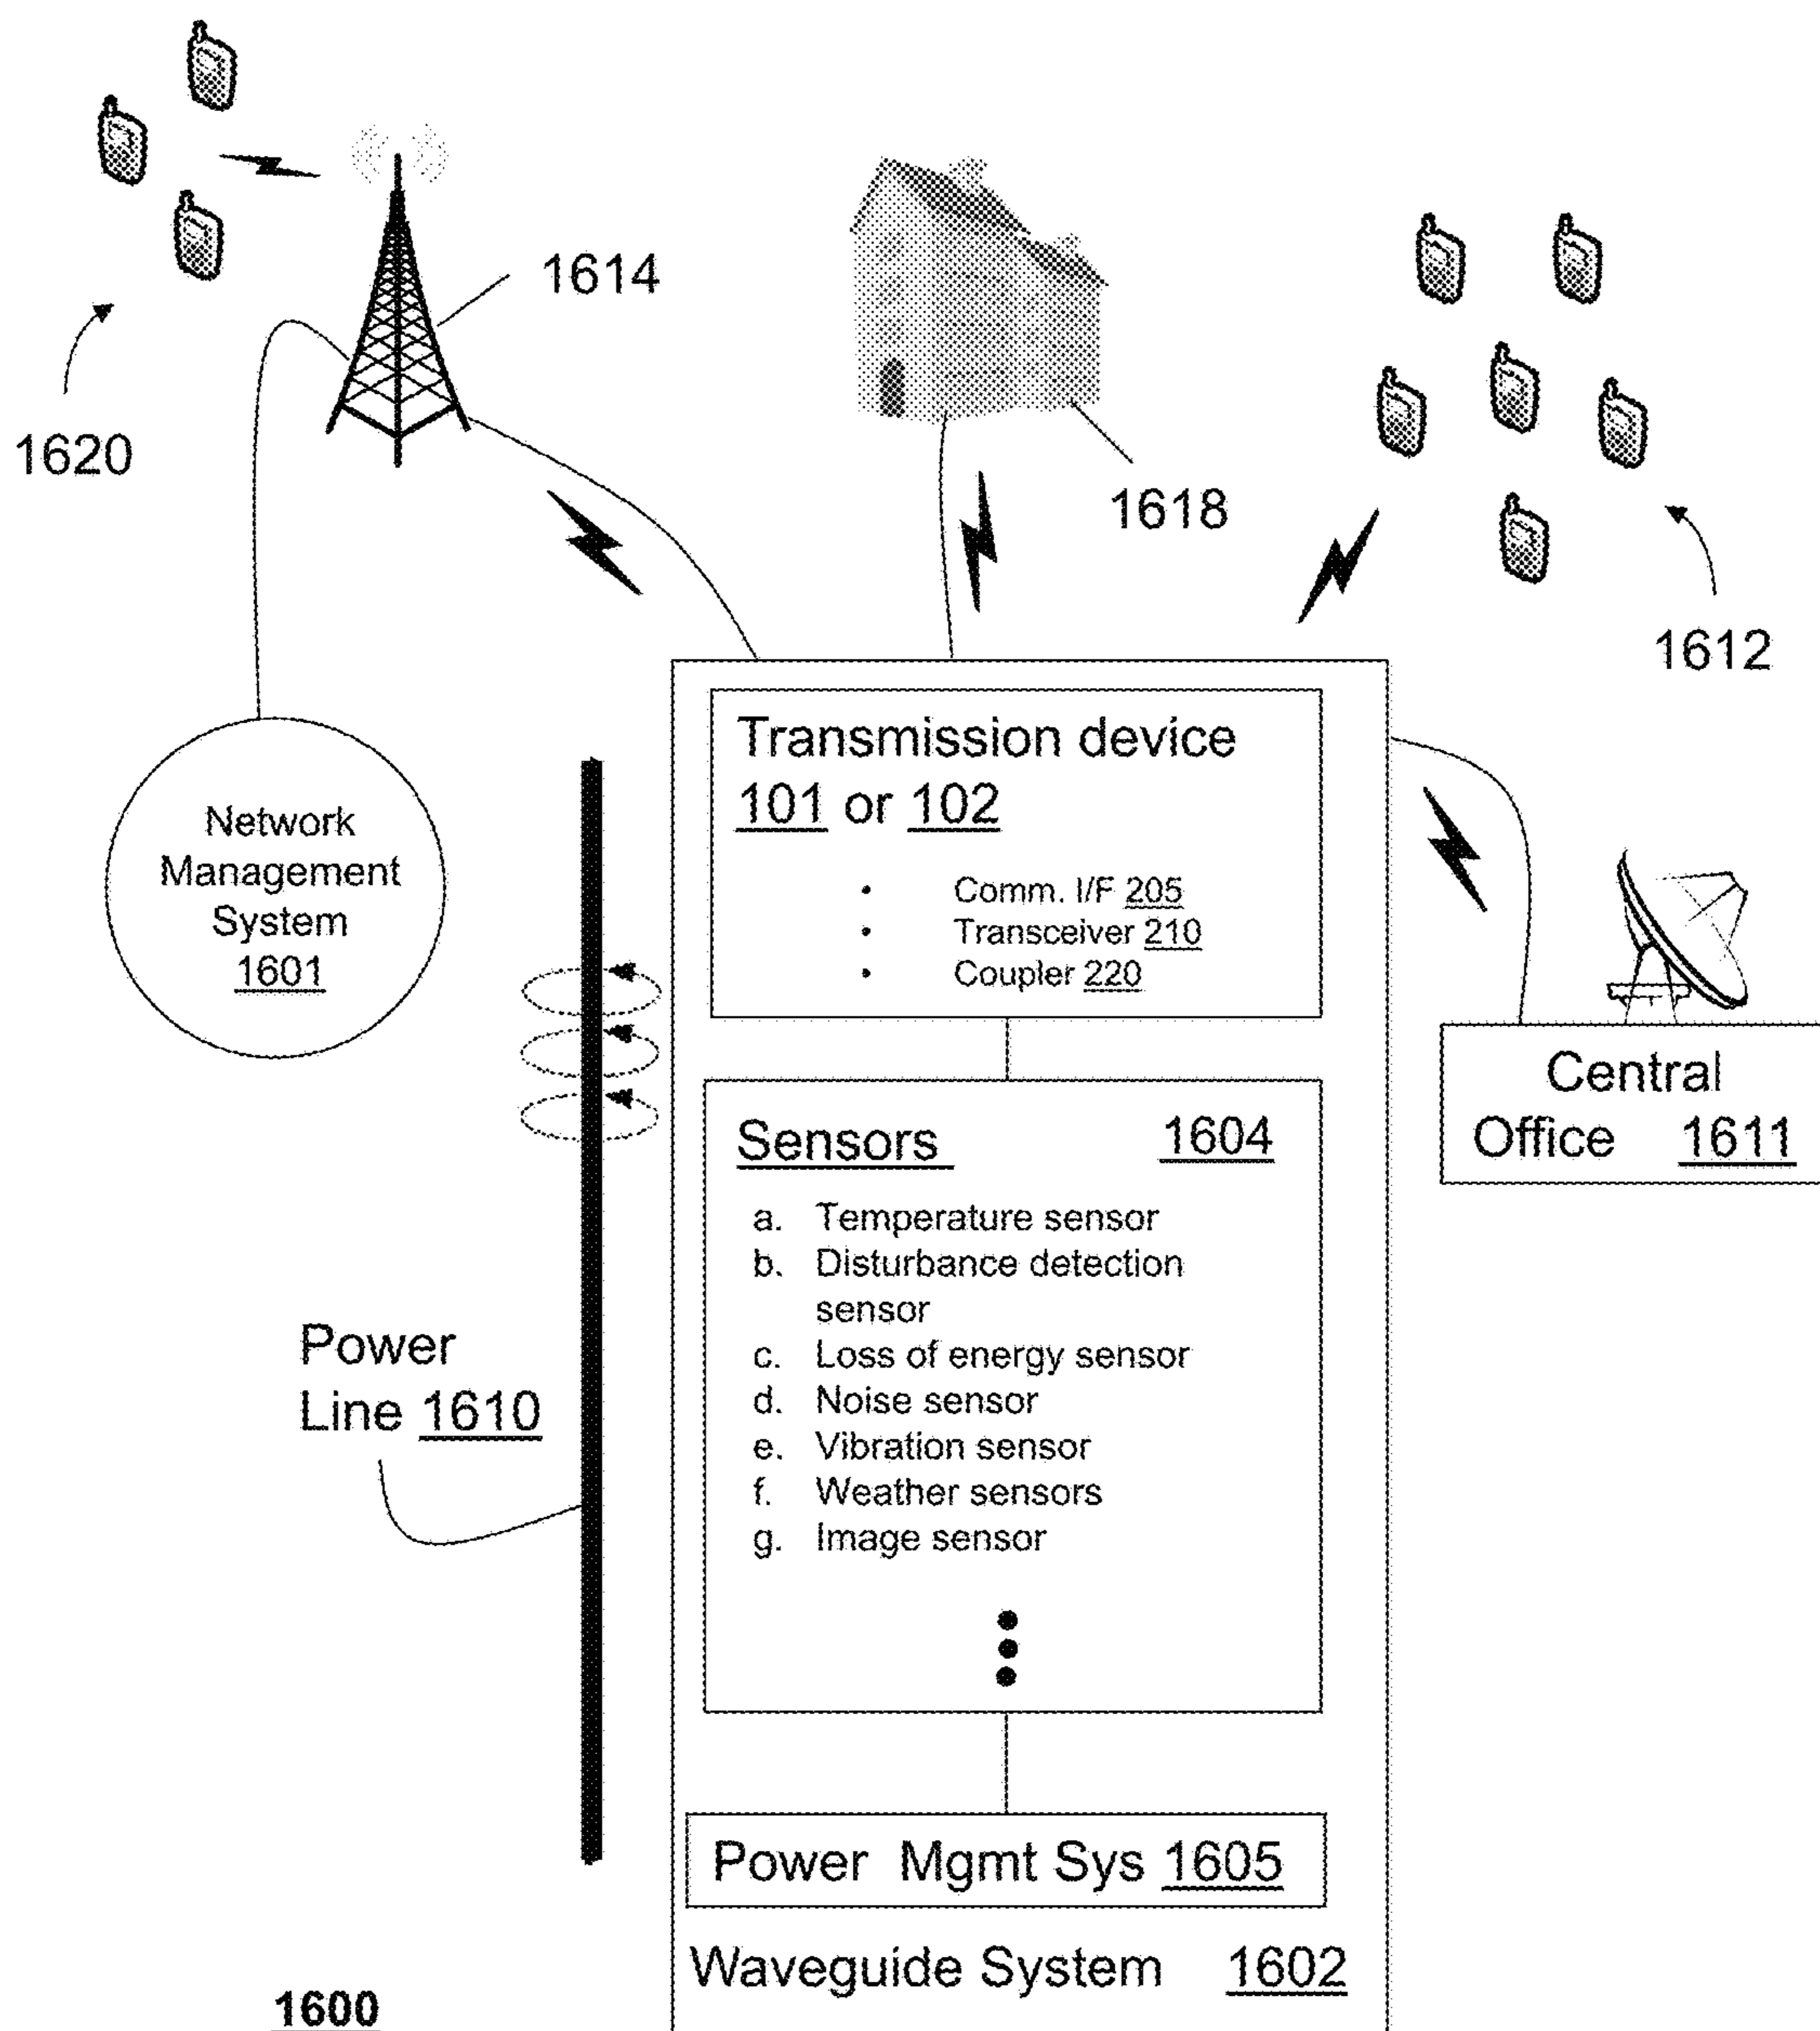 1614
1620
1618
1612
Transmission device
101 or 102
• Comm. I/F 205
• Transceiver 210
• Coupler 220
Network
Management
System
1601
Central
Office 1611
Sensors 1604
a. Temperature sensor
b. Disturbance detection
sensor
c. Loss of energy sensor
d. Noise sensor
e. Vibration sensor
f. Weather sensors
g. Image sensor
Power
Line 1610
Power Mgmt Sys 1605
Waveguide System 1602
1600